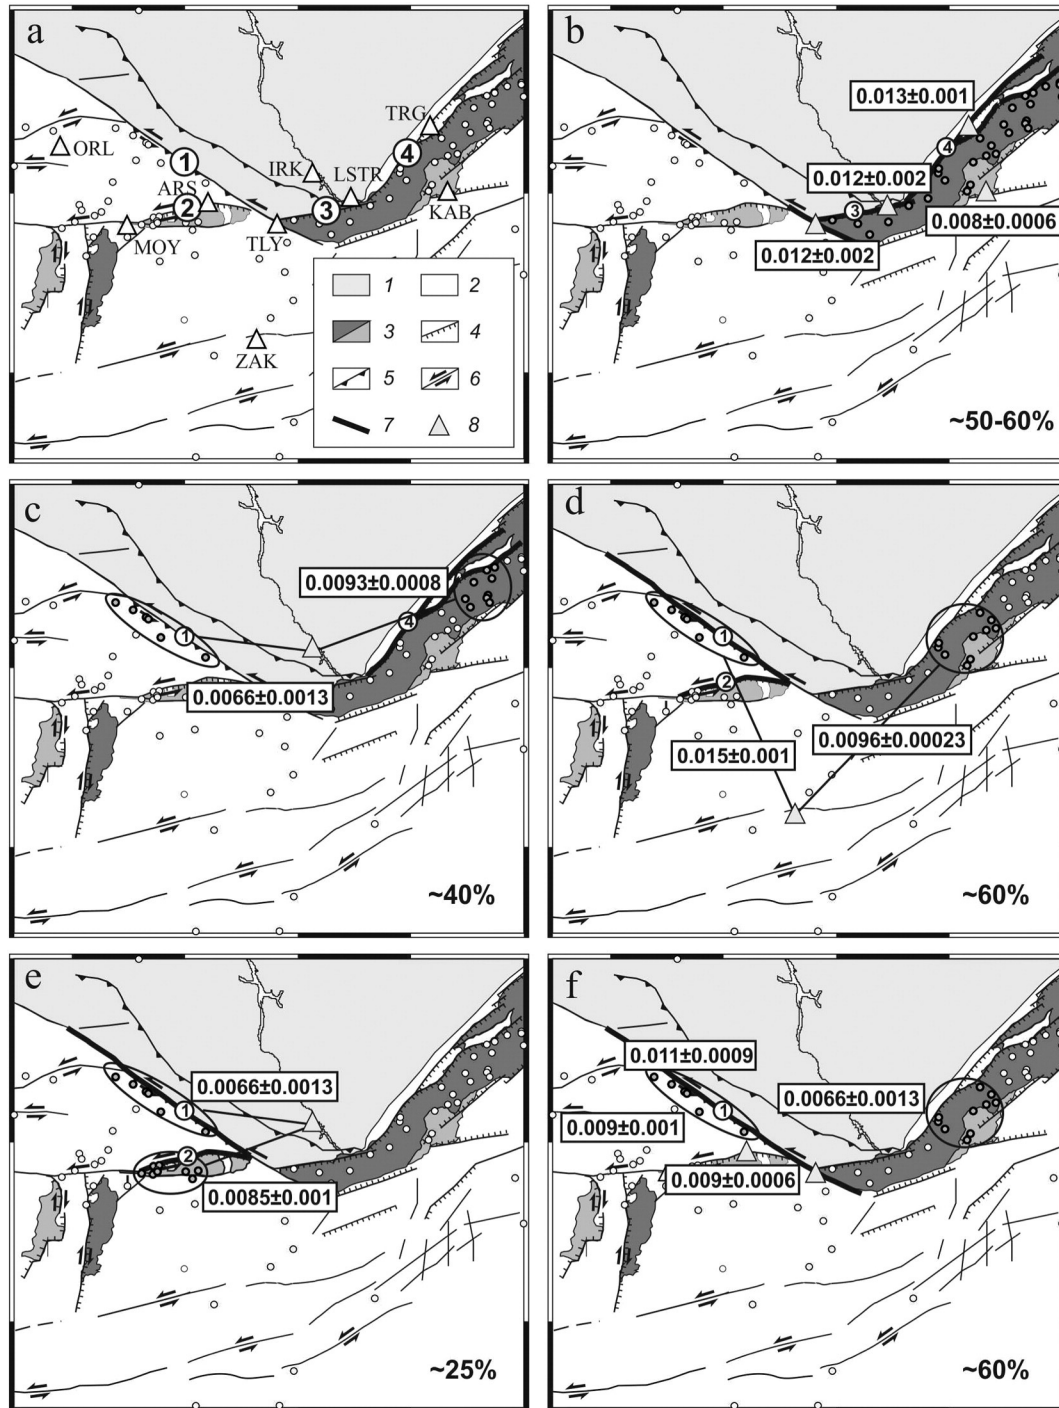 a
TRG
4
ORL
1
IRK
LSTR
ARS
2
3
KAB
MOY
TLY
ZAK
1
2
3
4
5
6
7
8
b
0.013±0.001
4
0.012±0.002
3
0.008±0.0006
0.012±0.002
~50-60%
c
0.0093±0.0008
4
1
0.0066±0.0013
~40%
d
1
2
0.015±0.001
0.0096±0.00023
~60%
e
0.0066±0.0013
1
2
0.0085±0.001
~25%
f
0.011±0.0009
0.0066±0.0013
1
0.009±0.001
0.009±0.0006
~60%